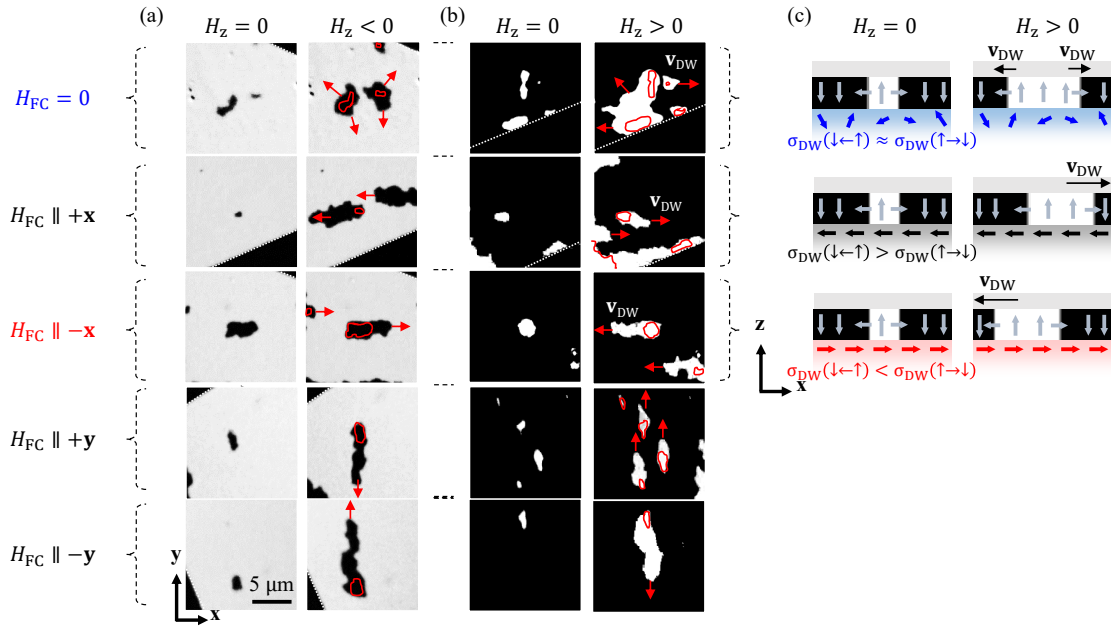 (a)
(b)
(c)
H_z = 0
H_z < 0
H_z = 0
H_z > 0
H_z = 0
H_z > 0
H_FC = 0
v_DW
v_DW
v_DW
σ_DW(↓←↑) ≈ σ_DW(↑→↓)
H_FC ∥ +x
v_DW
v_DW
σ_DW(↓←↑) > σ_DW(↑→↓)
H_FC ∥ −x
v_DW
v_DW
σ_DW(↓←↑) < σ_DW(↑→↓)
z
x
H_FC ∥ +y
H_FC ∥ −y
y
x
5 μm